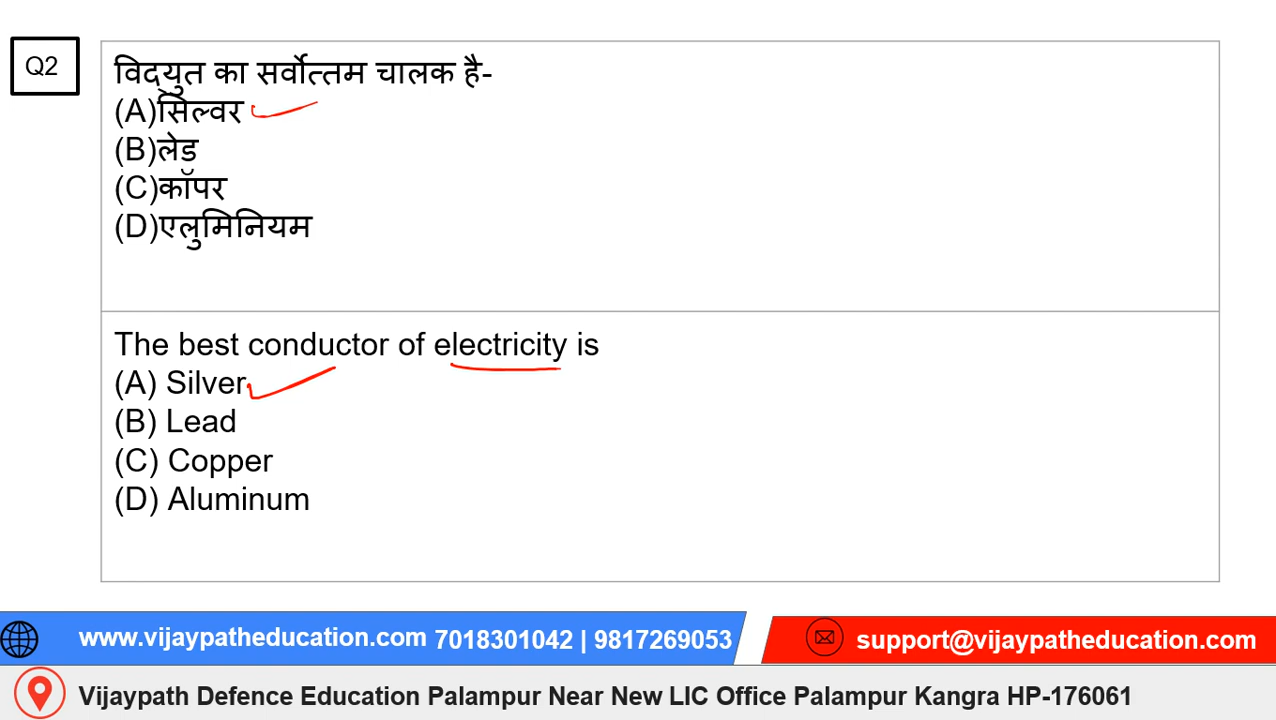 Q2
विद्युत का सर्वोत्तम चालक है-
(A)सिल्वर
(B)लेड
(C)कॉपर
(D)एलुमिनियम
The best conductor of electricity is
(A) Silver
(B) Lead
(C) Copper
(D) Aluminum
www.vijaypatheducation.com 7018301042 | 9817269053
support@vijaypatheducation.com
Vijaypath Defence Education Palampur Near New LIC Office Palampur Kangra HP-176061